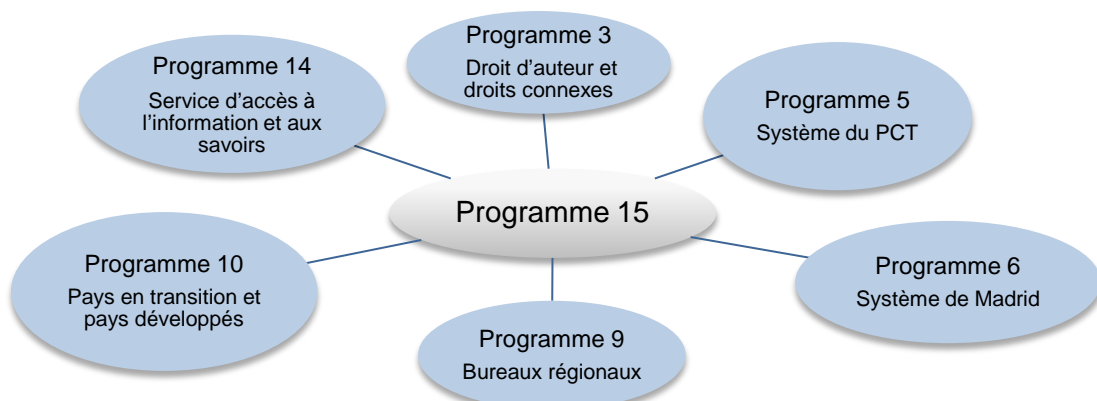 Programme 3
Droit d'auteur et
droits connexes
Programme 14
Service d'accès à
l'information et aux
savoirs
Programme 5
Système du PCT
Programme 15
Programme 10
Pays en transition et
pays développés
Programme 6
Système de Madrid
Programme 9
Bureaux régionaux